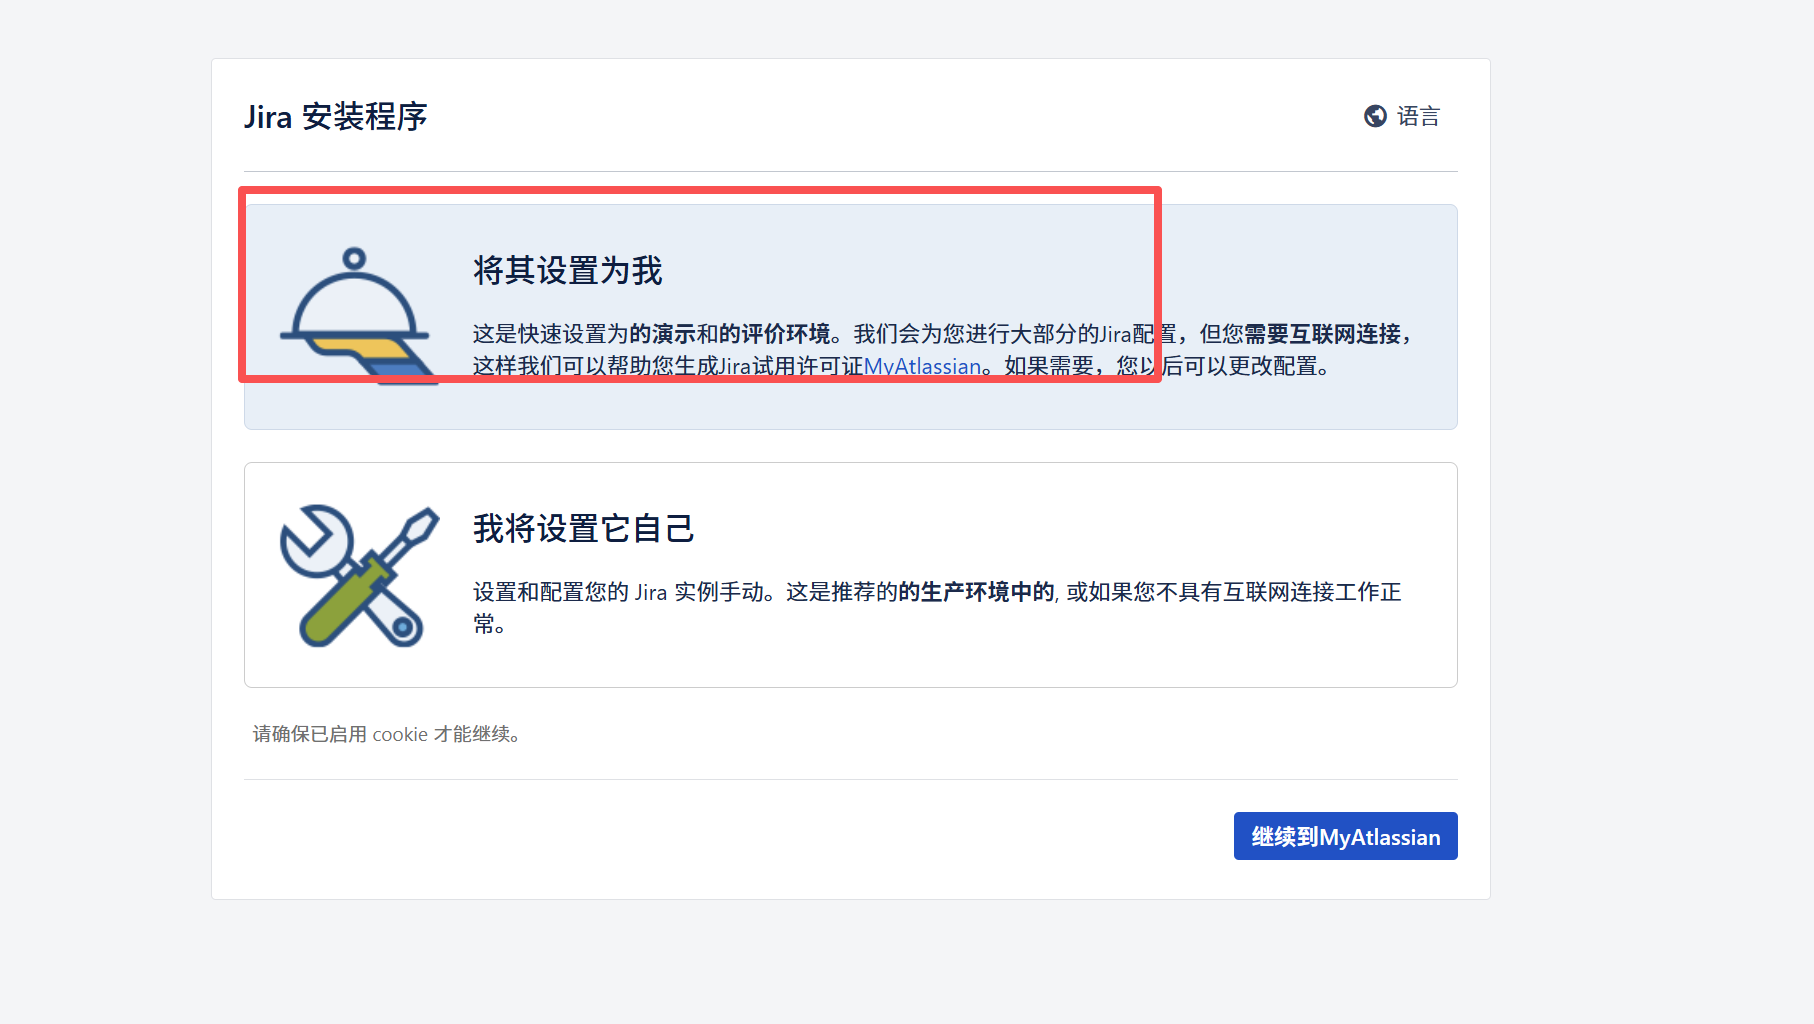 Jira 安装程序
语言
将其设置为我
这是快速设置为的演示和的评价环境。我们会为您进行大部分的Jira配置，但您需要互联网连接，
这样我们可以帮助您生成Jira试用许可证MyAtlassian。如果需要，您以后可以更改配置。
我将设置它自己
设置和配置您的 Jira 实例手动。这是推荐的的生产环境中的, 或如果您不具有互联网连接工作正
常。
请确保已启用 cookie 才能继续。
继续到MyAtlassian